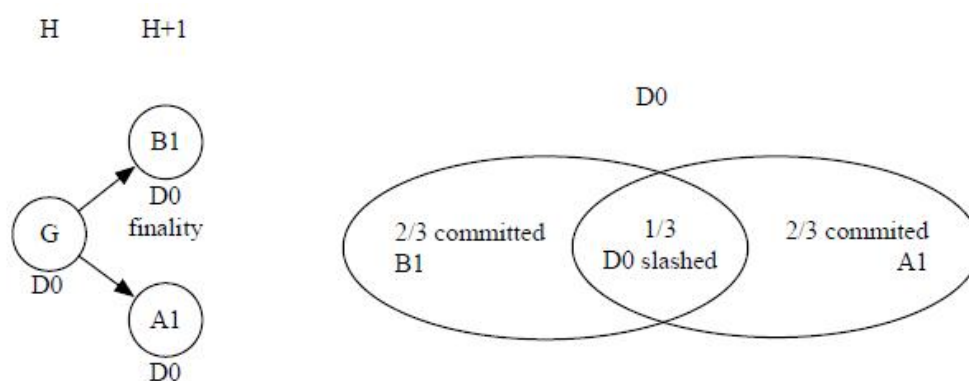 H H+1
B1
D0
finality
G
D0
A1
D0
D0
2/3 committed
B1
1/3
D0 slashed
2/3 commited
A1